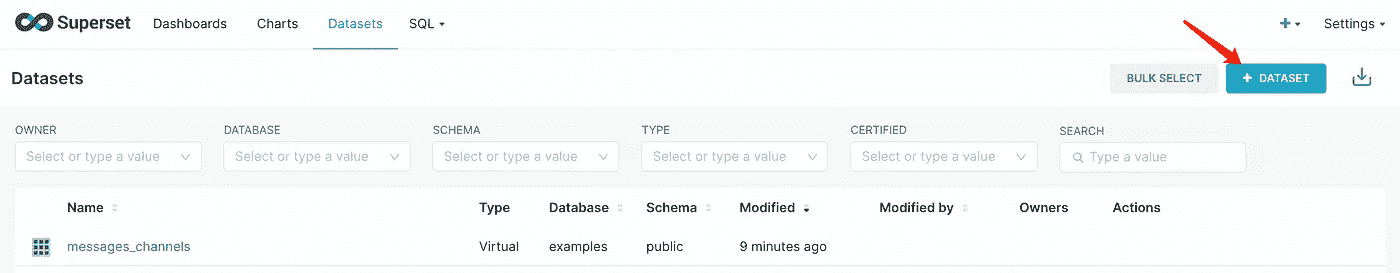 Superset Dashboards Charts Datasets SQL Settings
Datasets BULK SELECT + DATASET
OWNER DATABASE SCHEMA TYPE CERTIFIED SEARCH
Select or type a value Select or type a value Select or type a value Select or type a value Select or type a value Type a value
Name Type Database Schema Modified Modified by Owners Actions
messages_channels Virtual examples public 9 minutes ago